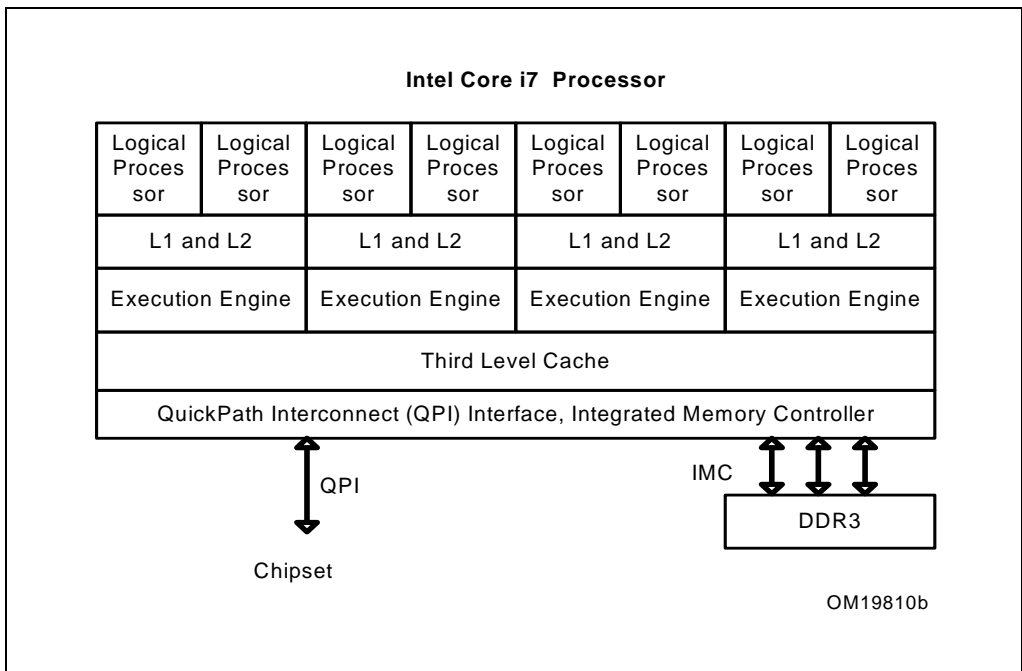 Intel Core i7 Processor
Logical Logical Logical Logical Logical Logical Logical Logical
Proces Proces Proces Proces Proces Proces Proces Proces
sor sor sor sor sor sor sor sor
L1 and L2 L1 and L2 L1 and L2 L1 and L2
Execution Engine Execution Engine Execution Engine Execution Engine
Third Level Cache
QuickPath Interconnect (QPI) Interface, Integrated Memory Controller
QPI
IMC
DDR3
Chipset
OM19810b